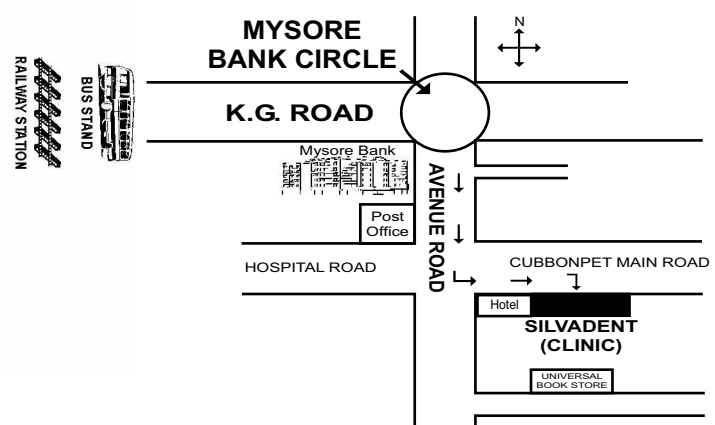 MYSORE
BANK CIRCLE
N
RAILWAY STATION
BUS STAND
K.G. ROAD
Mysore Bank
AVENUE ROAD
Post
Office
HOSPITAL ROAD
CUBBONPET MAIN ROAD
Hotel
SILVADENT
(CLINIC)
UNIVERSAL
BOOK STORE